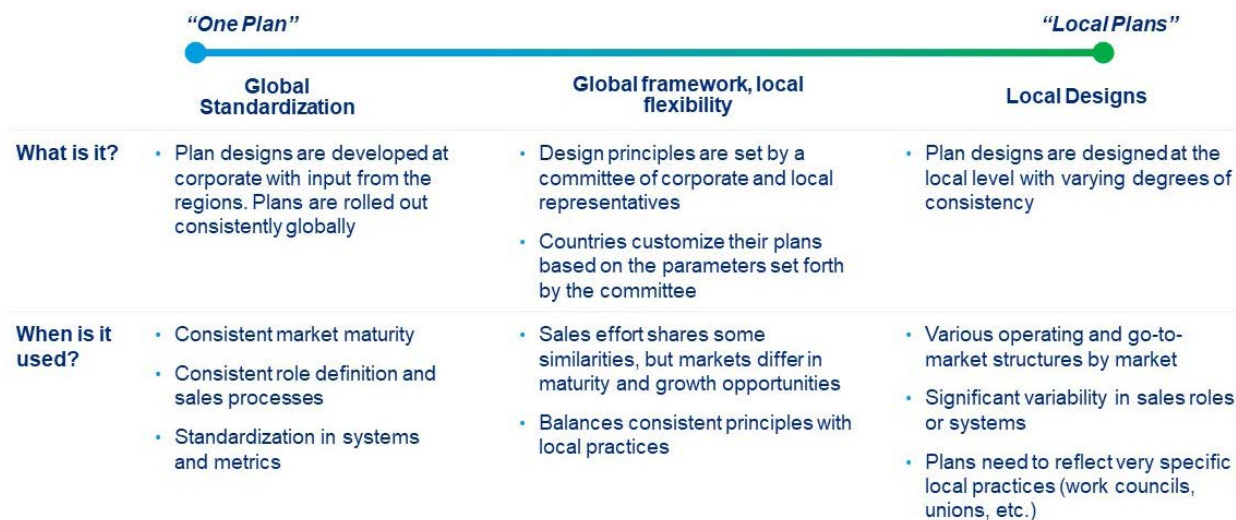 “One Plan”
“Local Plans”
Global
Standardization
Global framework, local
flexibility
Local Designs
What is it?
• Plan designs are developed at
corporate with input from the
regions. Plans are rolled out
consistently globally
• Design principles are set by a
committee of corporate and local
representatives
• Countries customize their plans
based on the parameters set forth
by the committee
• Plan designs are designed at the
local level with varying degrees of
consistency
When is it
used?
• Consistent market maturity
• Consistent role definition and
sales processes
• Standardization in systems
and metrics
• Sales effort shares some
similarities, but markets differ in
maturity and growth opportunities
• Balances consistent principles with
local practices
• Various operating and go-to-
market structures by market
• Significant variability in sales roles
or systems
• Plans need to reflect very specific
local practices (work councils,
unions, etc.)